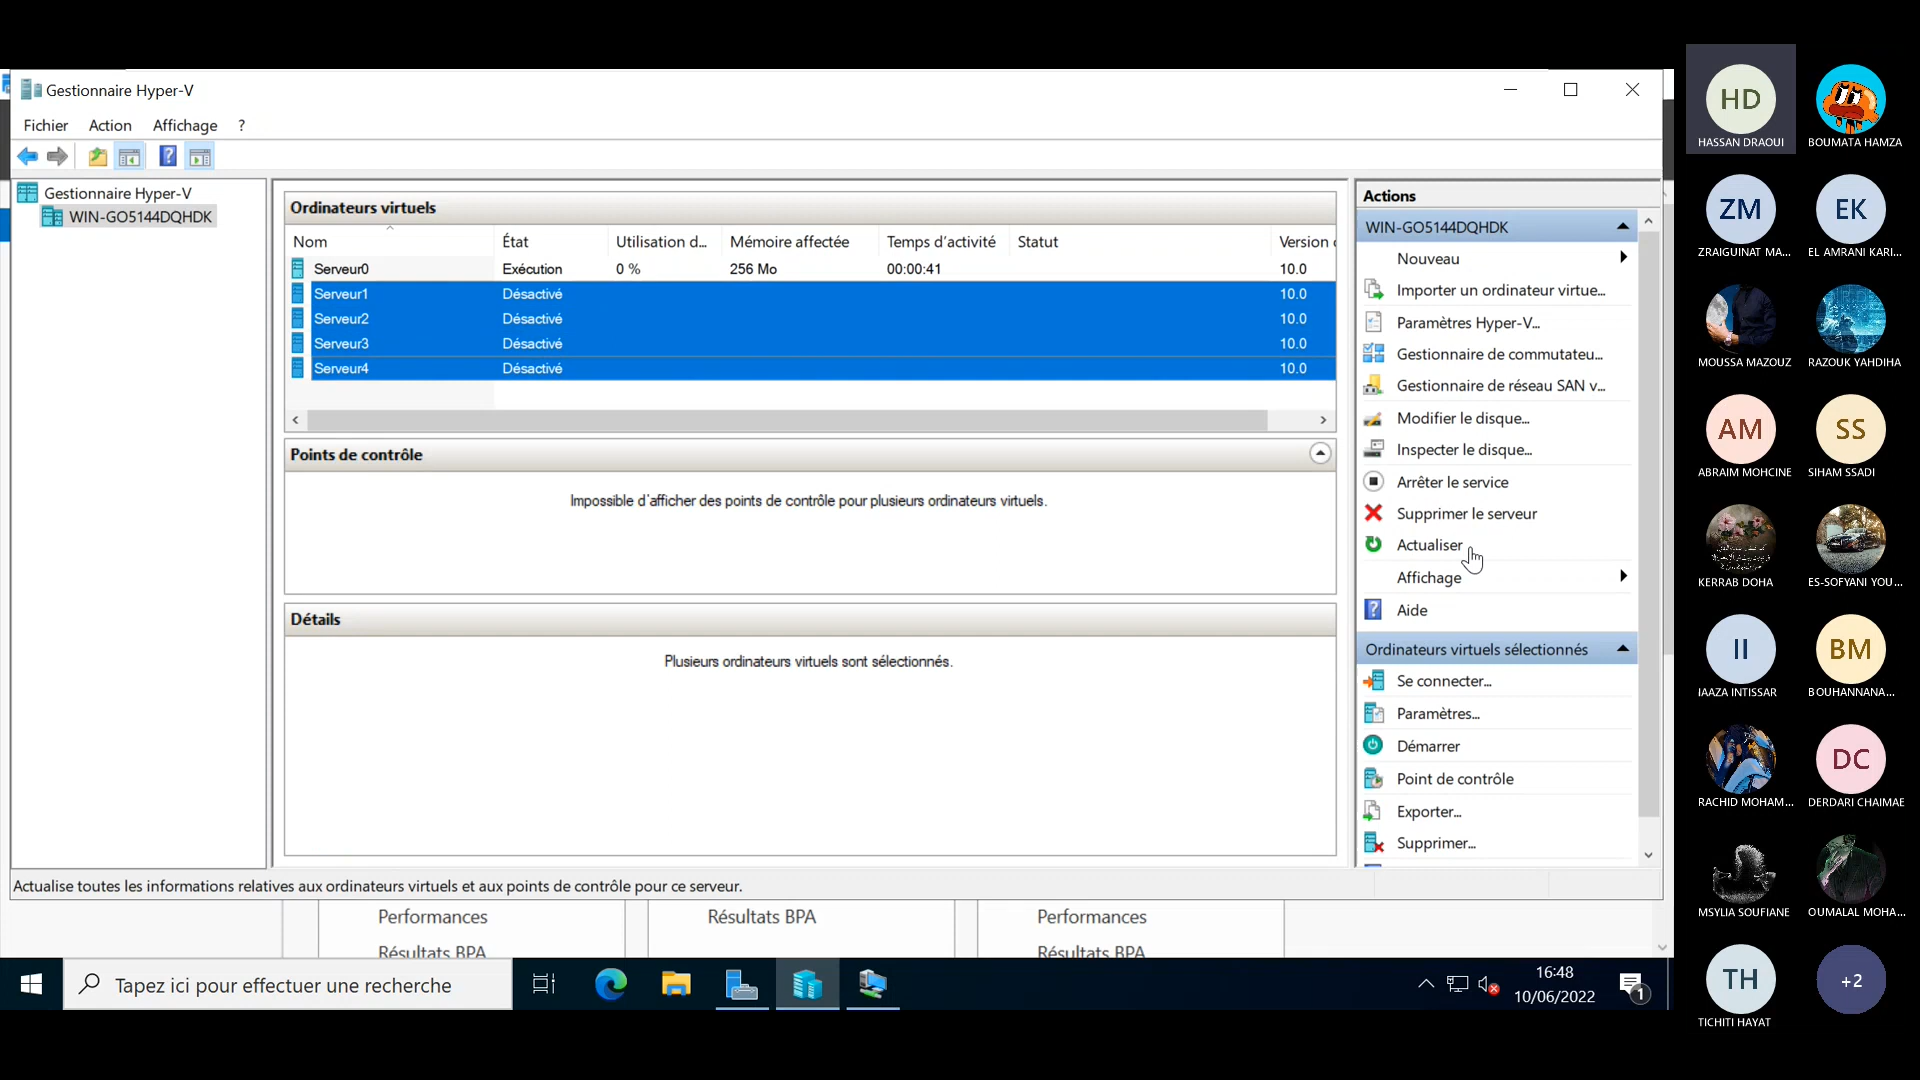 Gestionnaire Hyper-V
Fichier Action Affichage ?
Gestionnaire Hyper-V
WIN-GO5144DQHDK
Ordinateurs virtuels
Nom État Utilisation d... Mémoire affectée Temps d'activité Statut Version
Serveur0 Exécution 0 % 256 Mo 00:00:41 10.0
Serveur1 Désactivé 10.0
Serveur2 Désactivé 10.0
Serveur3 Désactivé 10.0
Serveur4 Désactivé 10.0
Points de contrôle
Impossible d'afficher des points de contrôle pour plusieurs ordinateurs virtuels.
Détails
Plusieurs ordinateurs virtuels sont sélectionnés.
Actions
WIN-GO5144DQHDK
Nouveau
Importer un ordinateur virtue...
Paramètres Hyper-V...
Gestionnaire de commutateu...
Gestionnaire de réseau SAN v...
Modifier le disque...
Inspecter le disque...
Arrêter le service
Supprimer le serveur
Actualiser
Affichage
Aide
Ordinateurs virtuels sélectionnés
Se connecter...
Paramètres...
Démarrer
Point de contrôle
Exporter...
Supprimer...
Actualise toutes les informations relatives aux ordinateurs virtuels et aux points de contrôle pour ce serveur.
Performances Résultats BPA Performances
Résultats BPA Résultats BPA
Tapez ici pour effectuer une recherche
16:48
10/06/2022
1
HD
HASSAN DRAOUI BOUMATA HAMZA
ZM EK
ZRAIGUINAT MA... EL AMRANI KARI...
MOUSSA MAZOUZ RAZOUK YAHDIHA
AM SS
ABRAIM MOHCINE SIHAM SSADI
KERRAB DOHA ES-SOFYANI YOU...
II BM
IAAZA INTISSAR BOUHANNANA...
DC
RACHID MOHAM... DERDARI CHAIMAE
MSYLIA SOUFIANE OUMALAL MOHA...
TH +2
TICHITI HAYAT